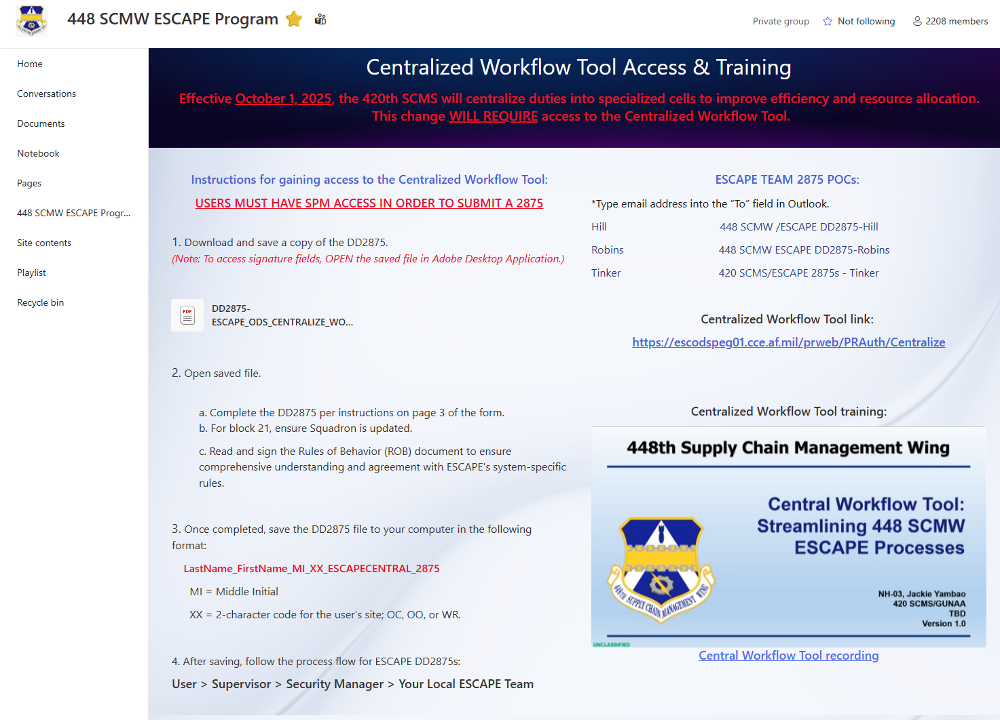 448 SCMW ESCAPE Program
Private group
Not following
2208 members
Home
Conversations
Documents
Notebook
Pages
448 SCMW ESCAPE Progr...
Site contents
Playlist
Recycle bin
Centralized Workflow Tool Access & Training
Effective October 1, 2025, the 420th SCMS will centralize duties into specialized cells to improve efficiency and resource allocation.
This change WILL REQUIRE access to the Centralized Workflow Tool.
Instructions for gaining access to the Centralized Workflow Tool:
USERS MUST HAVE SPM ACCESS IN ORDER TO SUBMIT A 2875
1. Download and save a copy of the DD2875.
(Note: To access signature fields, OPEN the saved file in Adobe Desktop Application.)
PDF
DD2875-
ESCAPE_ODS_CENTRALIZE_WO...
2. Open saved file.
a. Complete the DD2875 per instructions on page 3 of the form.
b. For block 21, ensure Squadron is updated.
c. Read and sign the Rules of Behavior (ROB) document to ensure
comprehensive understanding and agreement with ESCAPE's system-specific
rules.
3. Once completed, save the DD2875 file to your computer in the following
format:
LastName_FirstName_MI_XX_ESCAPECENTRAL_2875
MI = Middle Initial
XX = 2-character code for the user's site; OC, OO, or WR.
4. After saving, follow the process flow for ESCAPE DD2875s:
User > Supervisor > Security Manager > Your Local ESCAPE Team
ESCAPE TEAM 2875 POCs:
*Type email address into the “To” field in Outlook.
Hill 448 SCMW /ESCAPE DD2875-Hill
Robins 448 SCMW ESCAPE DD2875-Robins
Tinker 420 SCMS/ESCAPE 2875s - Tinker
Centralized Workflow Tool link:
https://escodspeg01.cce.af.mil/prweb/PRAuth/Centralize
Centralized Workflow Tool training:
448th Supply Chain Management Wing
Central Workflow Tool:
Streamlining 448 SCMW
ESCAPE Processes
448TH SUPPLY CHAIN MANAGEMENT WING
NH-03, Jackie Yambao
420 SCMS/GUNAA
TBD
Version 1.0
UNCLASSIFIED
Central Workflow Tool recording